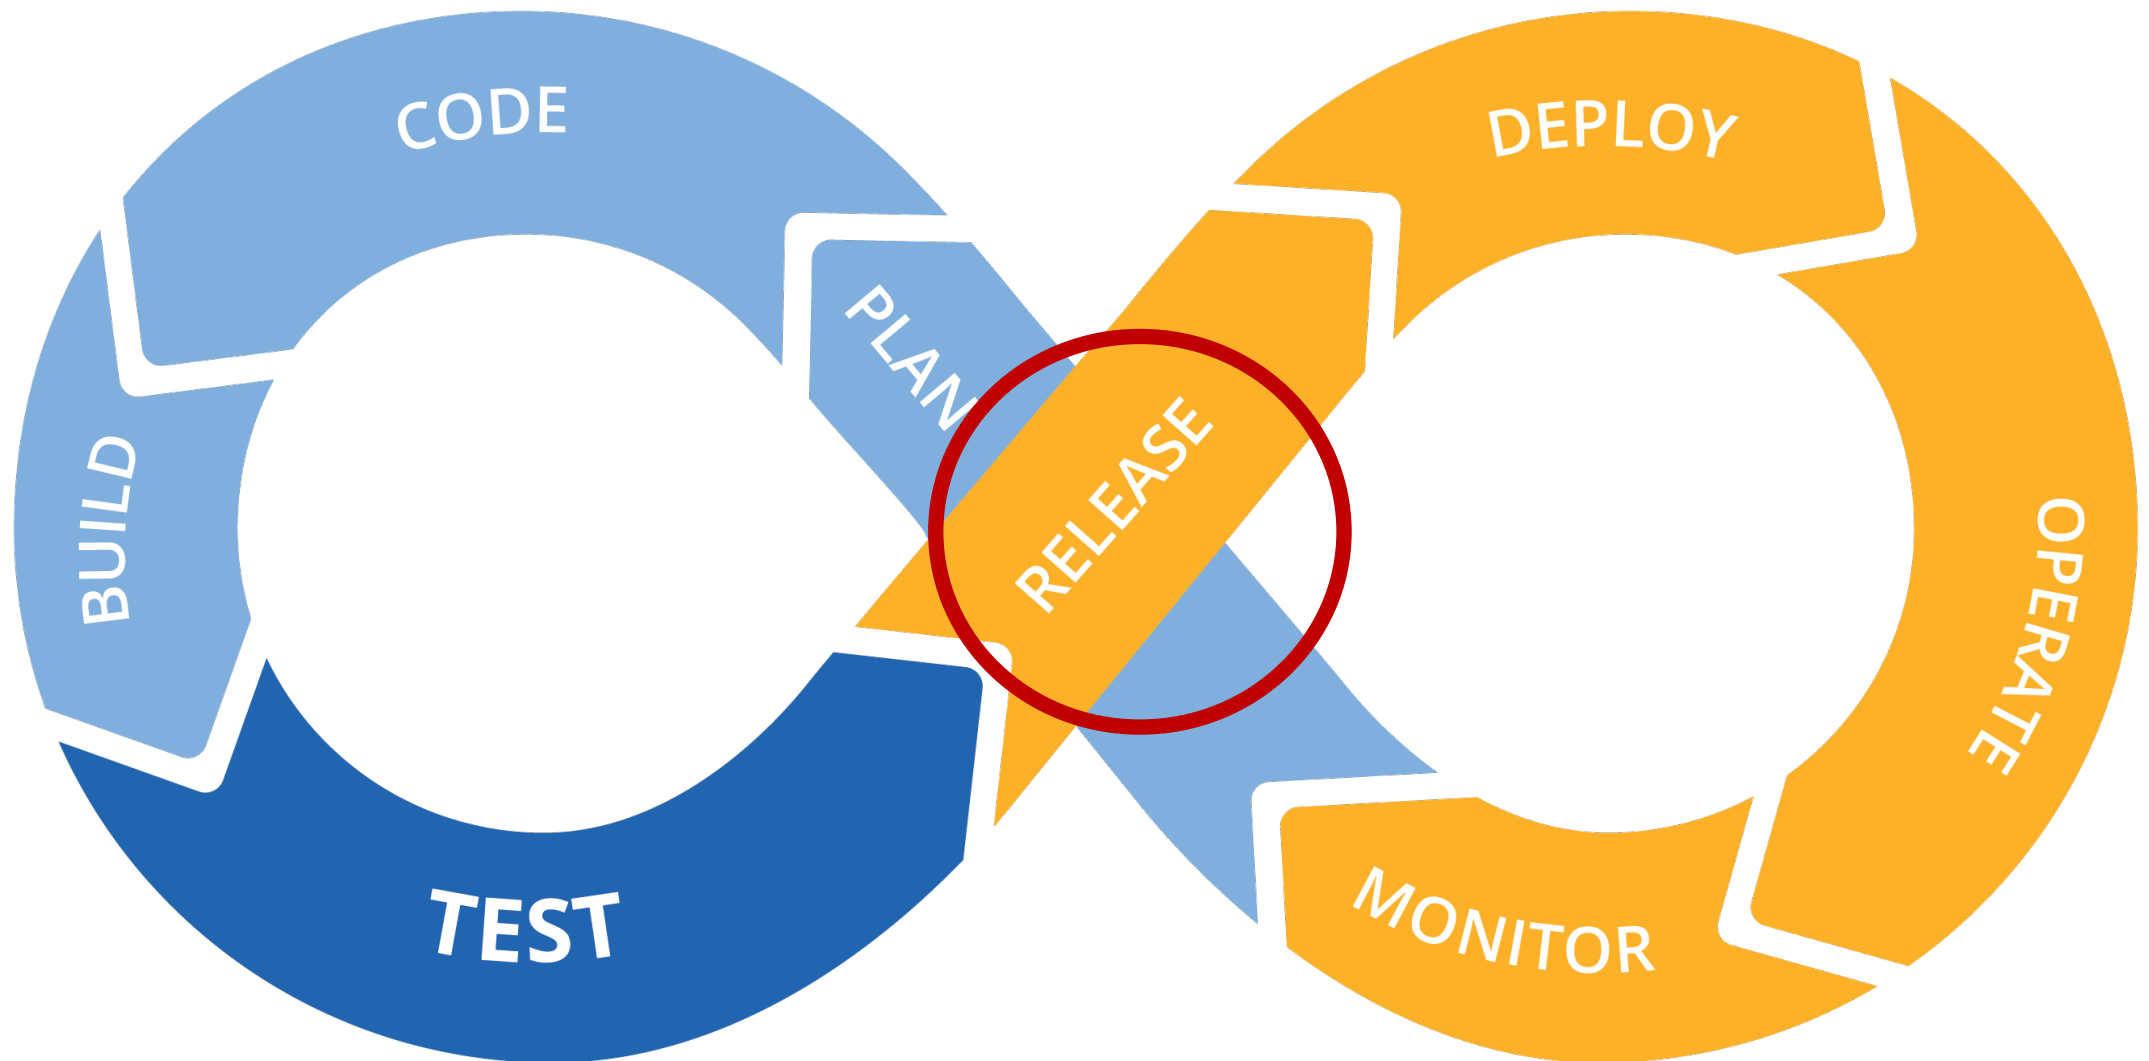 PLAN
CODE
BUILD
TEST
RELEASE
DEPLOY
OPERATE
MONITOR